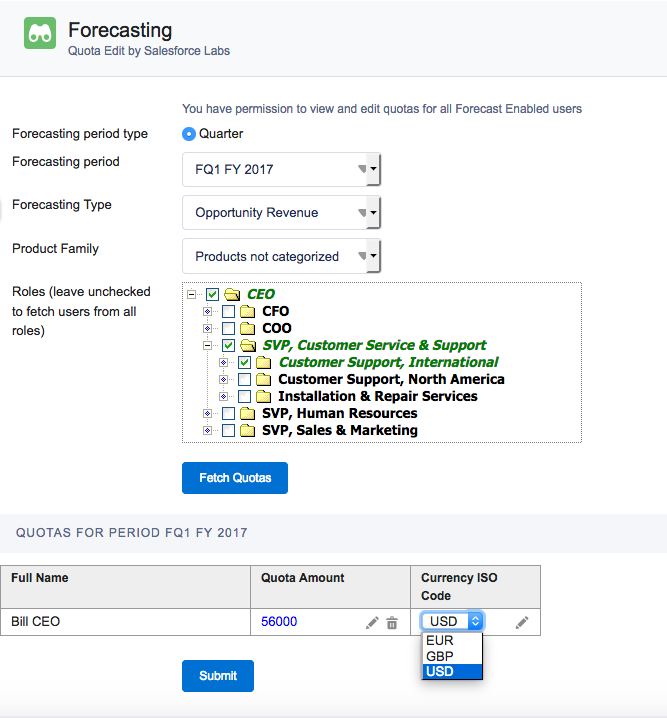 Forecasting
Quota Edit by Salesforce Labs
You have permission to view and edit quotas for all Forecast Enabled users
Forecasting period type
Quarter
Forecasting period
FQ1 FY 2017
Forecasting Type
Opportunity Revenue
Product Family
Products not categorized
Roles (leave unchecked
to fetch users from all
roles)
CEO
CFO
COO
SVP, Customer Service & Support
Customer Support, International
Customer Support, North America
Installation & Repair Services
SVP, Human Resources
SVP, Sales & Marketing
Fetch Quotas
QUOTAS FOR PERIOD FQ1 FY 2017
Full Name
Quota Amount
Currency ISO
Code
Bill CEO
56000
USD
EUR
GBP
USD
Submit